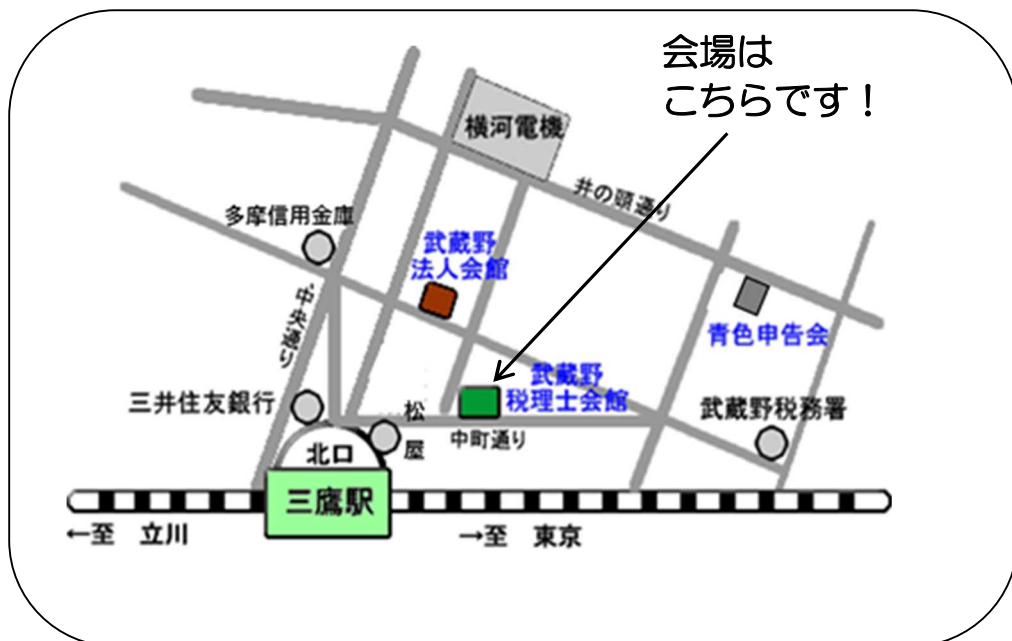 会場は
こちらです！
横河電機
井の頭通り
多摩信用金庫
武蔵野
法人会館
中央通り
青色申告会
武蔵野
税理士会館
三井住友銀行
松屋
武蔵野税務署
中町通り
北口
三鷹駅
←至 立川
→至 東京